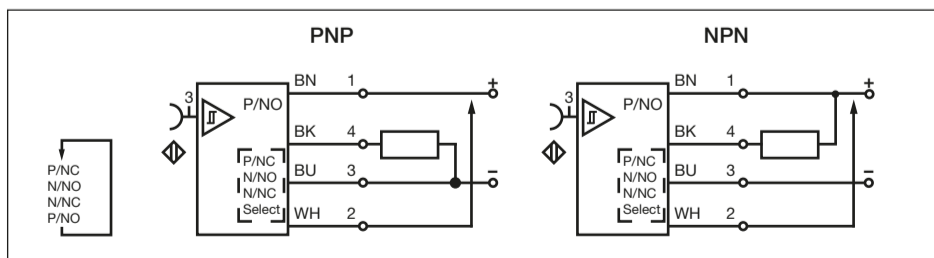 PNP
NPN
P/NC
N/NO
N/NC
P/NO
3
P/NO
P/NC
N/NO
N/NC
Select
BN 1 +
BK 4
BU 3 -
WH 2
3
P/NO
P/NC
N/NO
N/NC
Select
BN 1 +
BK 4
BU 3 -
WH 2